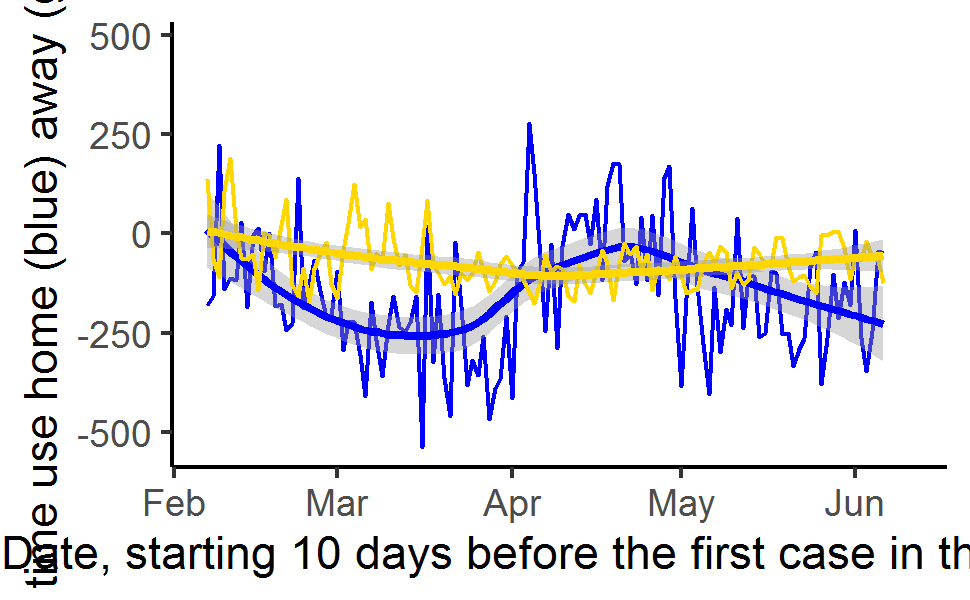 time use home (blue) away (
500
250
0
-250
-500
Feb Mar Apr May Jun
Date, starting 10 days before the first case in th